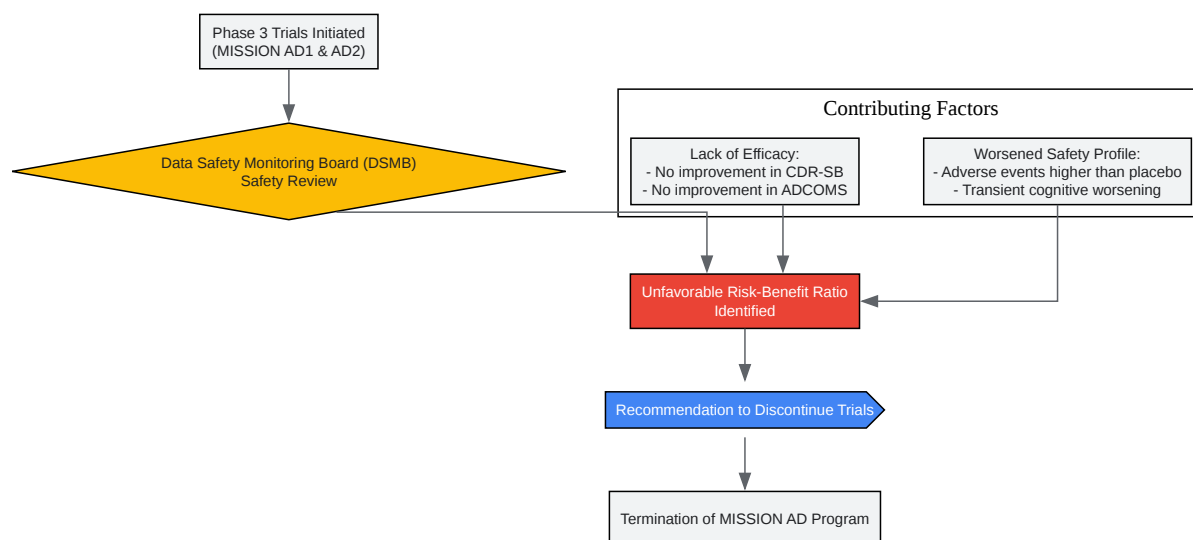 Phase 3 Trials Initiated
(MISSION AD1 & AD2)
Data Safety Monitoring Board (DSMB)
Safety Review
Contributing Factors
Lack of Efficacy:
- No improvement in CDR-SB
- No improvement in ADCOMS
Worsened Safety Profile:
- Adverse events higher than placebo
- Transient cognitive worsening
Unfavorable Risk-Benefit Ratio
Identified
Recommendation to Discontinue Trials
Termination of MISSION AD Program